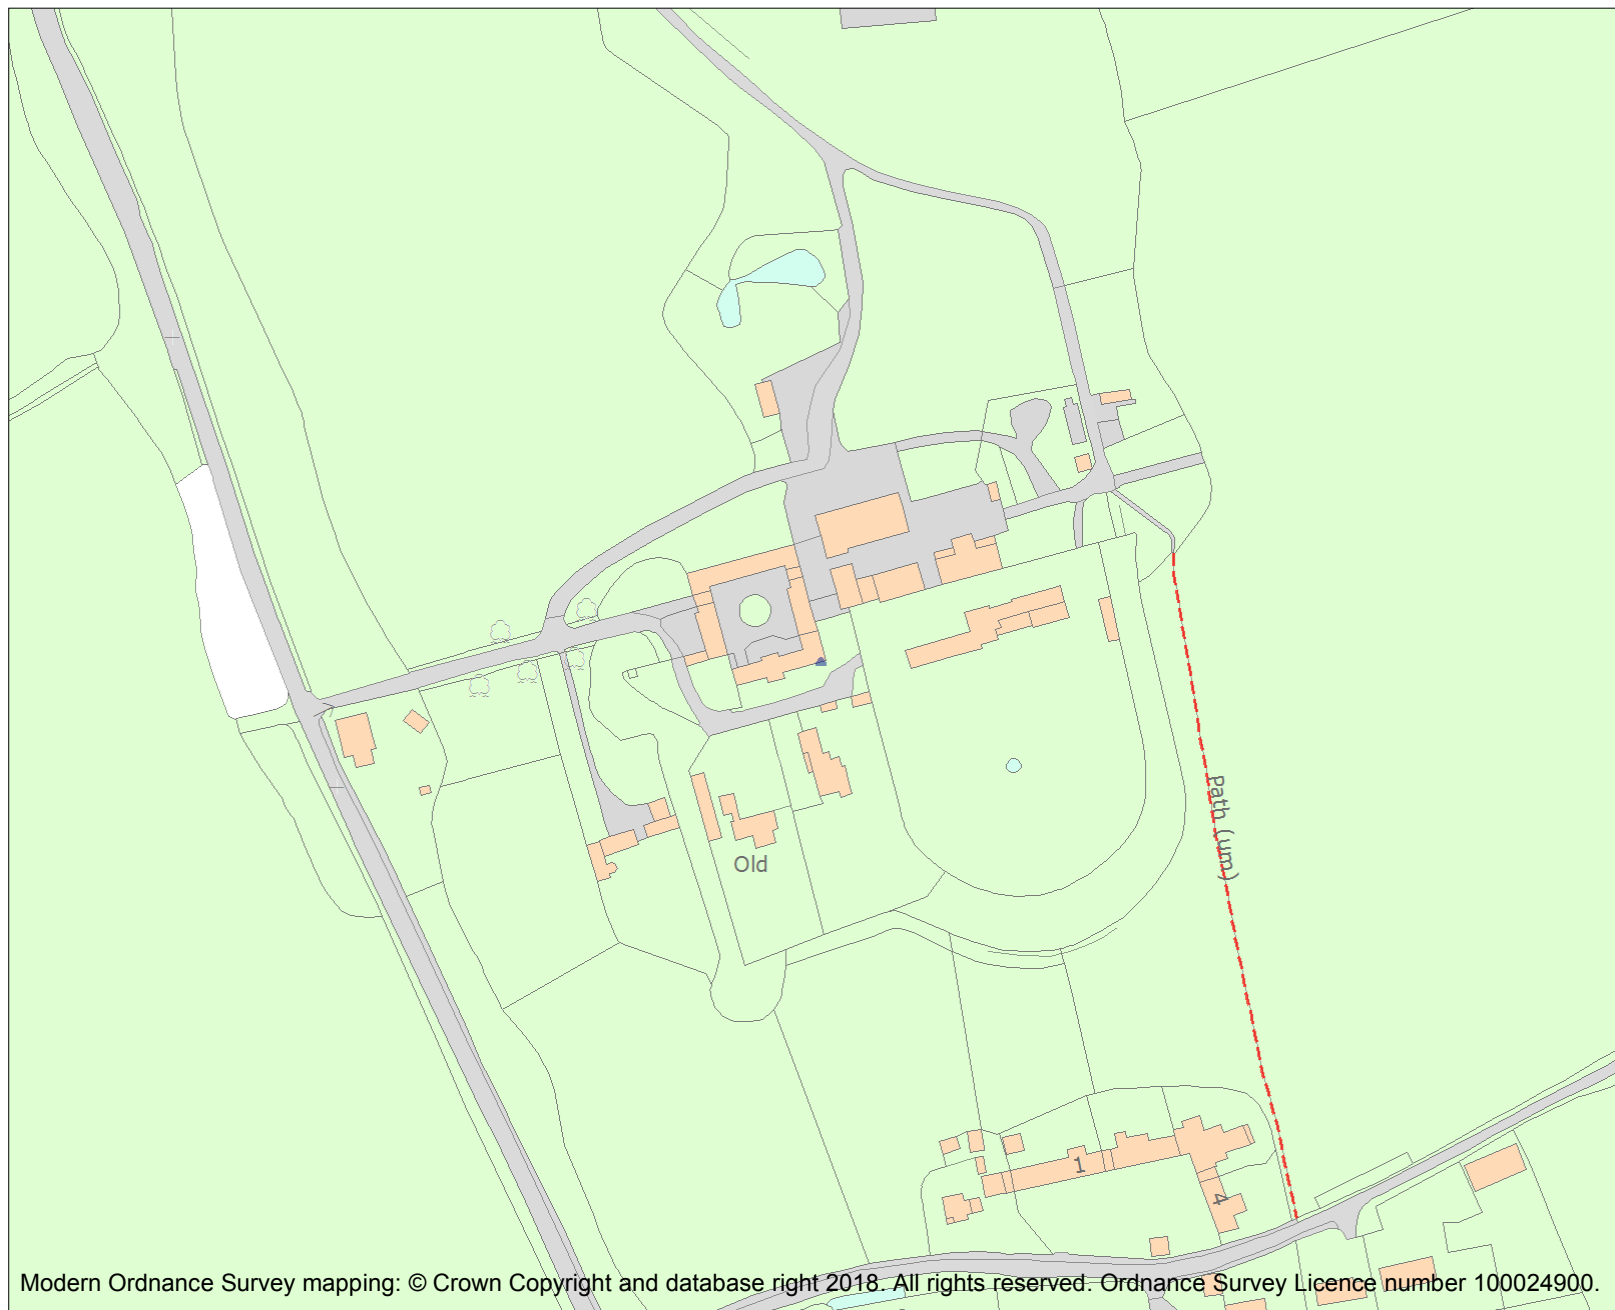 Path (um)
Old
1
4
Modern Ordnance Survey mapping: © Crown Copyright and database right 2018. All rights reserved. Ordnance Survey Licence number 100024900.